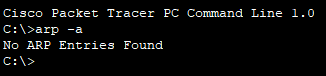 Cisco Packet Tracer PC Command Line 1.0
C:\>arp -a
No ARP Entries Found
C:\>